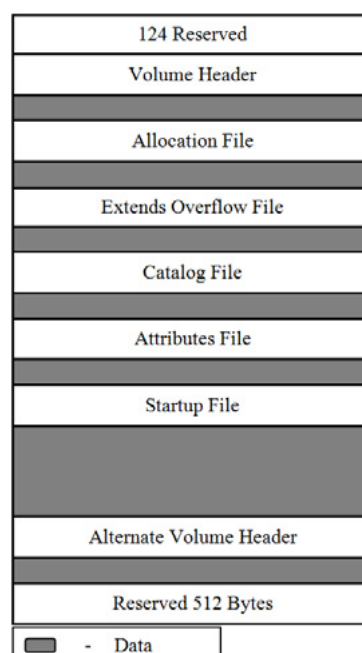 124 Reserved
Volume Header
Allocation File
Extends Overflow File
Catalog File
Attributes File
Startup File
Alternate Volume Header
Reserved 512 Bytes
- Data